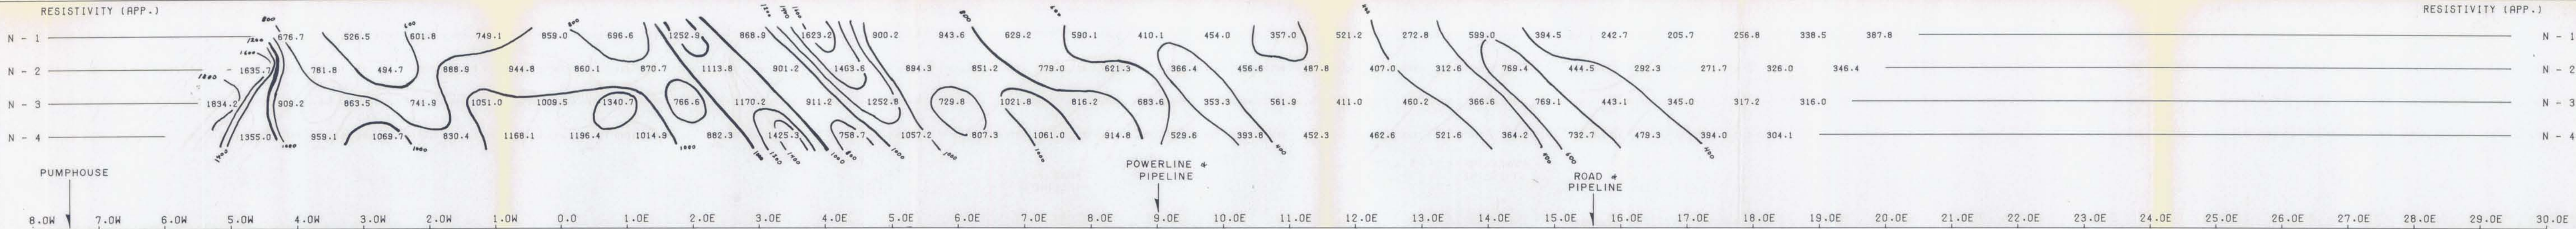 RESISTIVITY (APP.) RESISTIVITY (APP.)
N - 1 676.7 526.5 601.8 749.1 859.0 696.6 1252.9 868.9 1623.2 900.2 943.6 629.2 590.1 410.1 454.0 357.0 521.2 272.8 599.0 394.5 242.7 205.7 256.8 338.5 387.8 N - 1
N - 2 1635.7 761.8 494.7 888.9 944.8 860.1 870.7 1113.8 901.2 1463.6 894.3 851.2 779.0 621.3 366.4 456.6 487.8 407.0 312.6 769.4 444.5 292.3 271.7 326.0 346.4 N - 2
N - 3 1834.2 909.2 863.5 741.9 1051.0 1009.5 1340.7 766.6 1170.2 911.2 1252.8 729.8 1021.8 816.2 683.6 353.3 561.9 411.0 460.2 366.6 769.1 443.1 345.0 317.2 316.0 N - 3
N - 4 1355.0 959.1 1069.7 830.4 1168.1 1196.4 1014.9 882.3 1425.3 758.7 1057.2 807.3 1061.0 914.8 529.6 393.8 452.3 462.6 521.6 364.2 732.7 479.3 394.0 304.1 N - 4
PUMPHOUSE
POWERLINE &
PIPELINE
ROAD &
PIPELINE
8.0W 7.0W 6.0W 5.0W 4.0W 3.0W 2.0W 1.0W 0.0 1.0E 2.0E 3.0E 4.0E 5.0E 6.0E 7.0E 8.0E 9.0E 10.0E 11.0E 12.0E 13.0E 14.0E 15.0E 16.0E 17.0E 18.0E 19.0E 20.0E 21.0E 22.0E 23.0E 24.0E 25.0E 26.0E 27.0E 28.0E 29.0E 30.0E